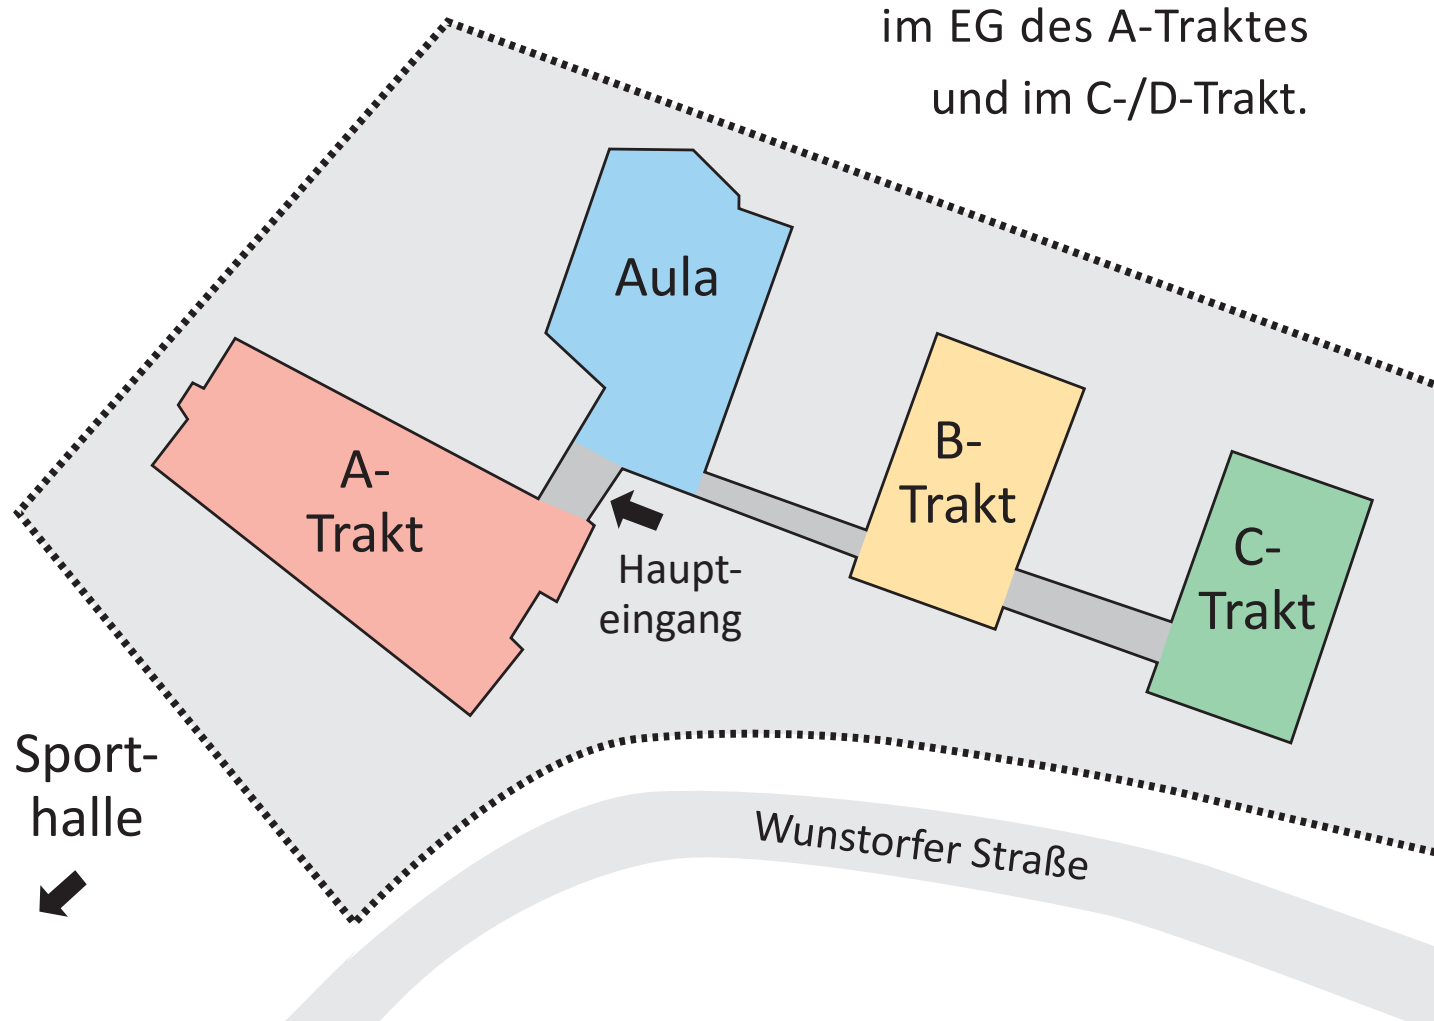 im EG des A-Traktes
und im C-/D-Trakt.
Aula
A-
Trakt
B-
Trakt
C-
Trakt
Haupt-
eingang
Sport-
halle
Wunstorfer Straße